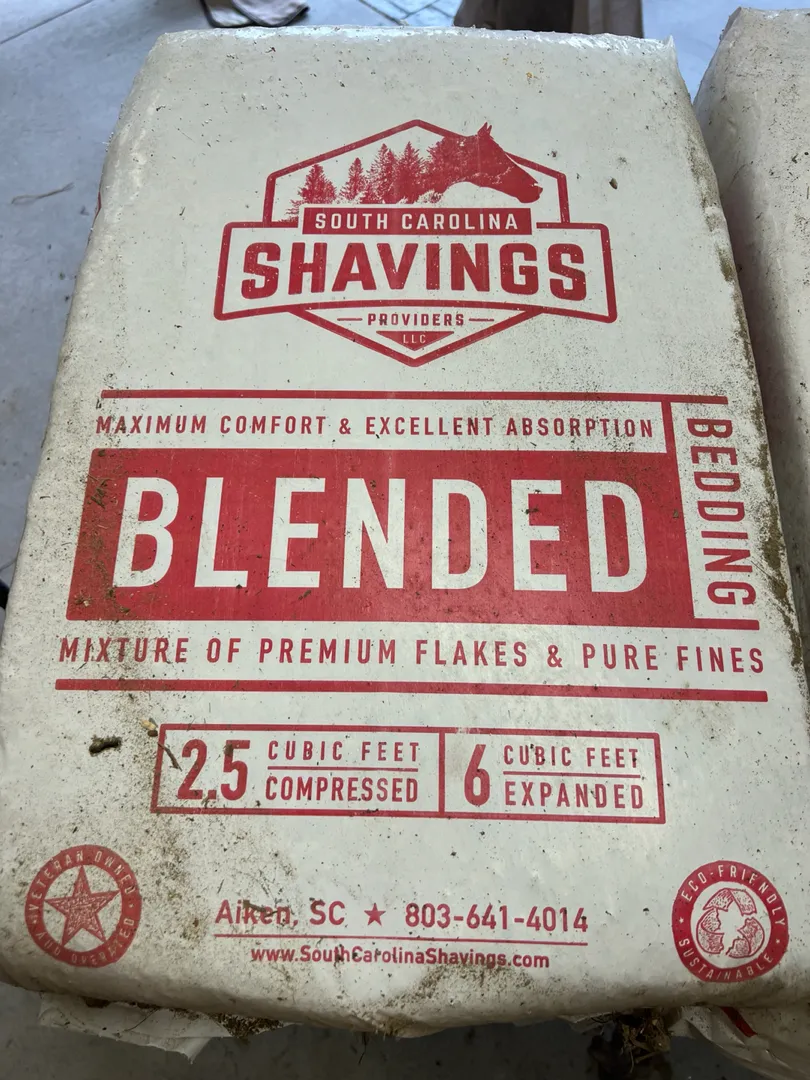 SOUTH CAROLINA
SHAVINGS
PROVIDERS
LLC
MAXIMUM COMFORT & EXCELLENT ABSORPTION
BLENDED
BEDDING
MIXTURE OF PREMIUM FLAKES & PURE FINES
2.5 CUBIC FEET COMPRESSED
6 CUBIC FEET EXPANDED
VETERAN OWNED
AND OPERATED
Aiken, SC ★ 803-641-4014
www.SouthCarolinaShavings.com
ECO-FRIENDLY
SUSTAINABLE